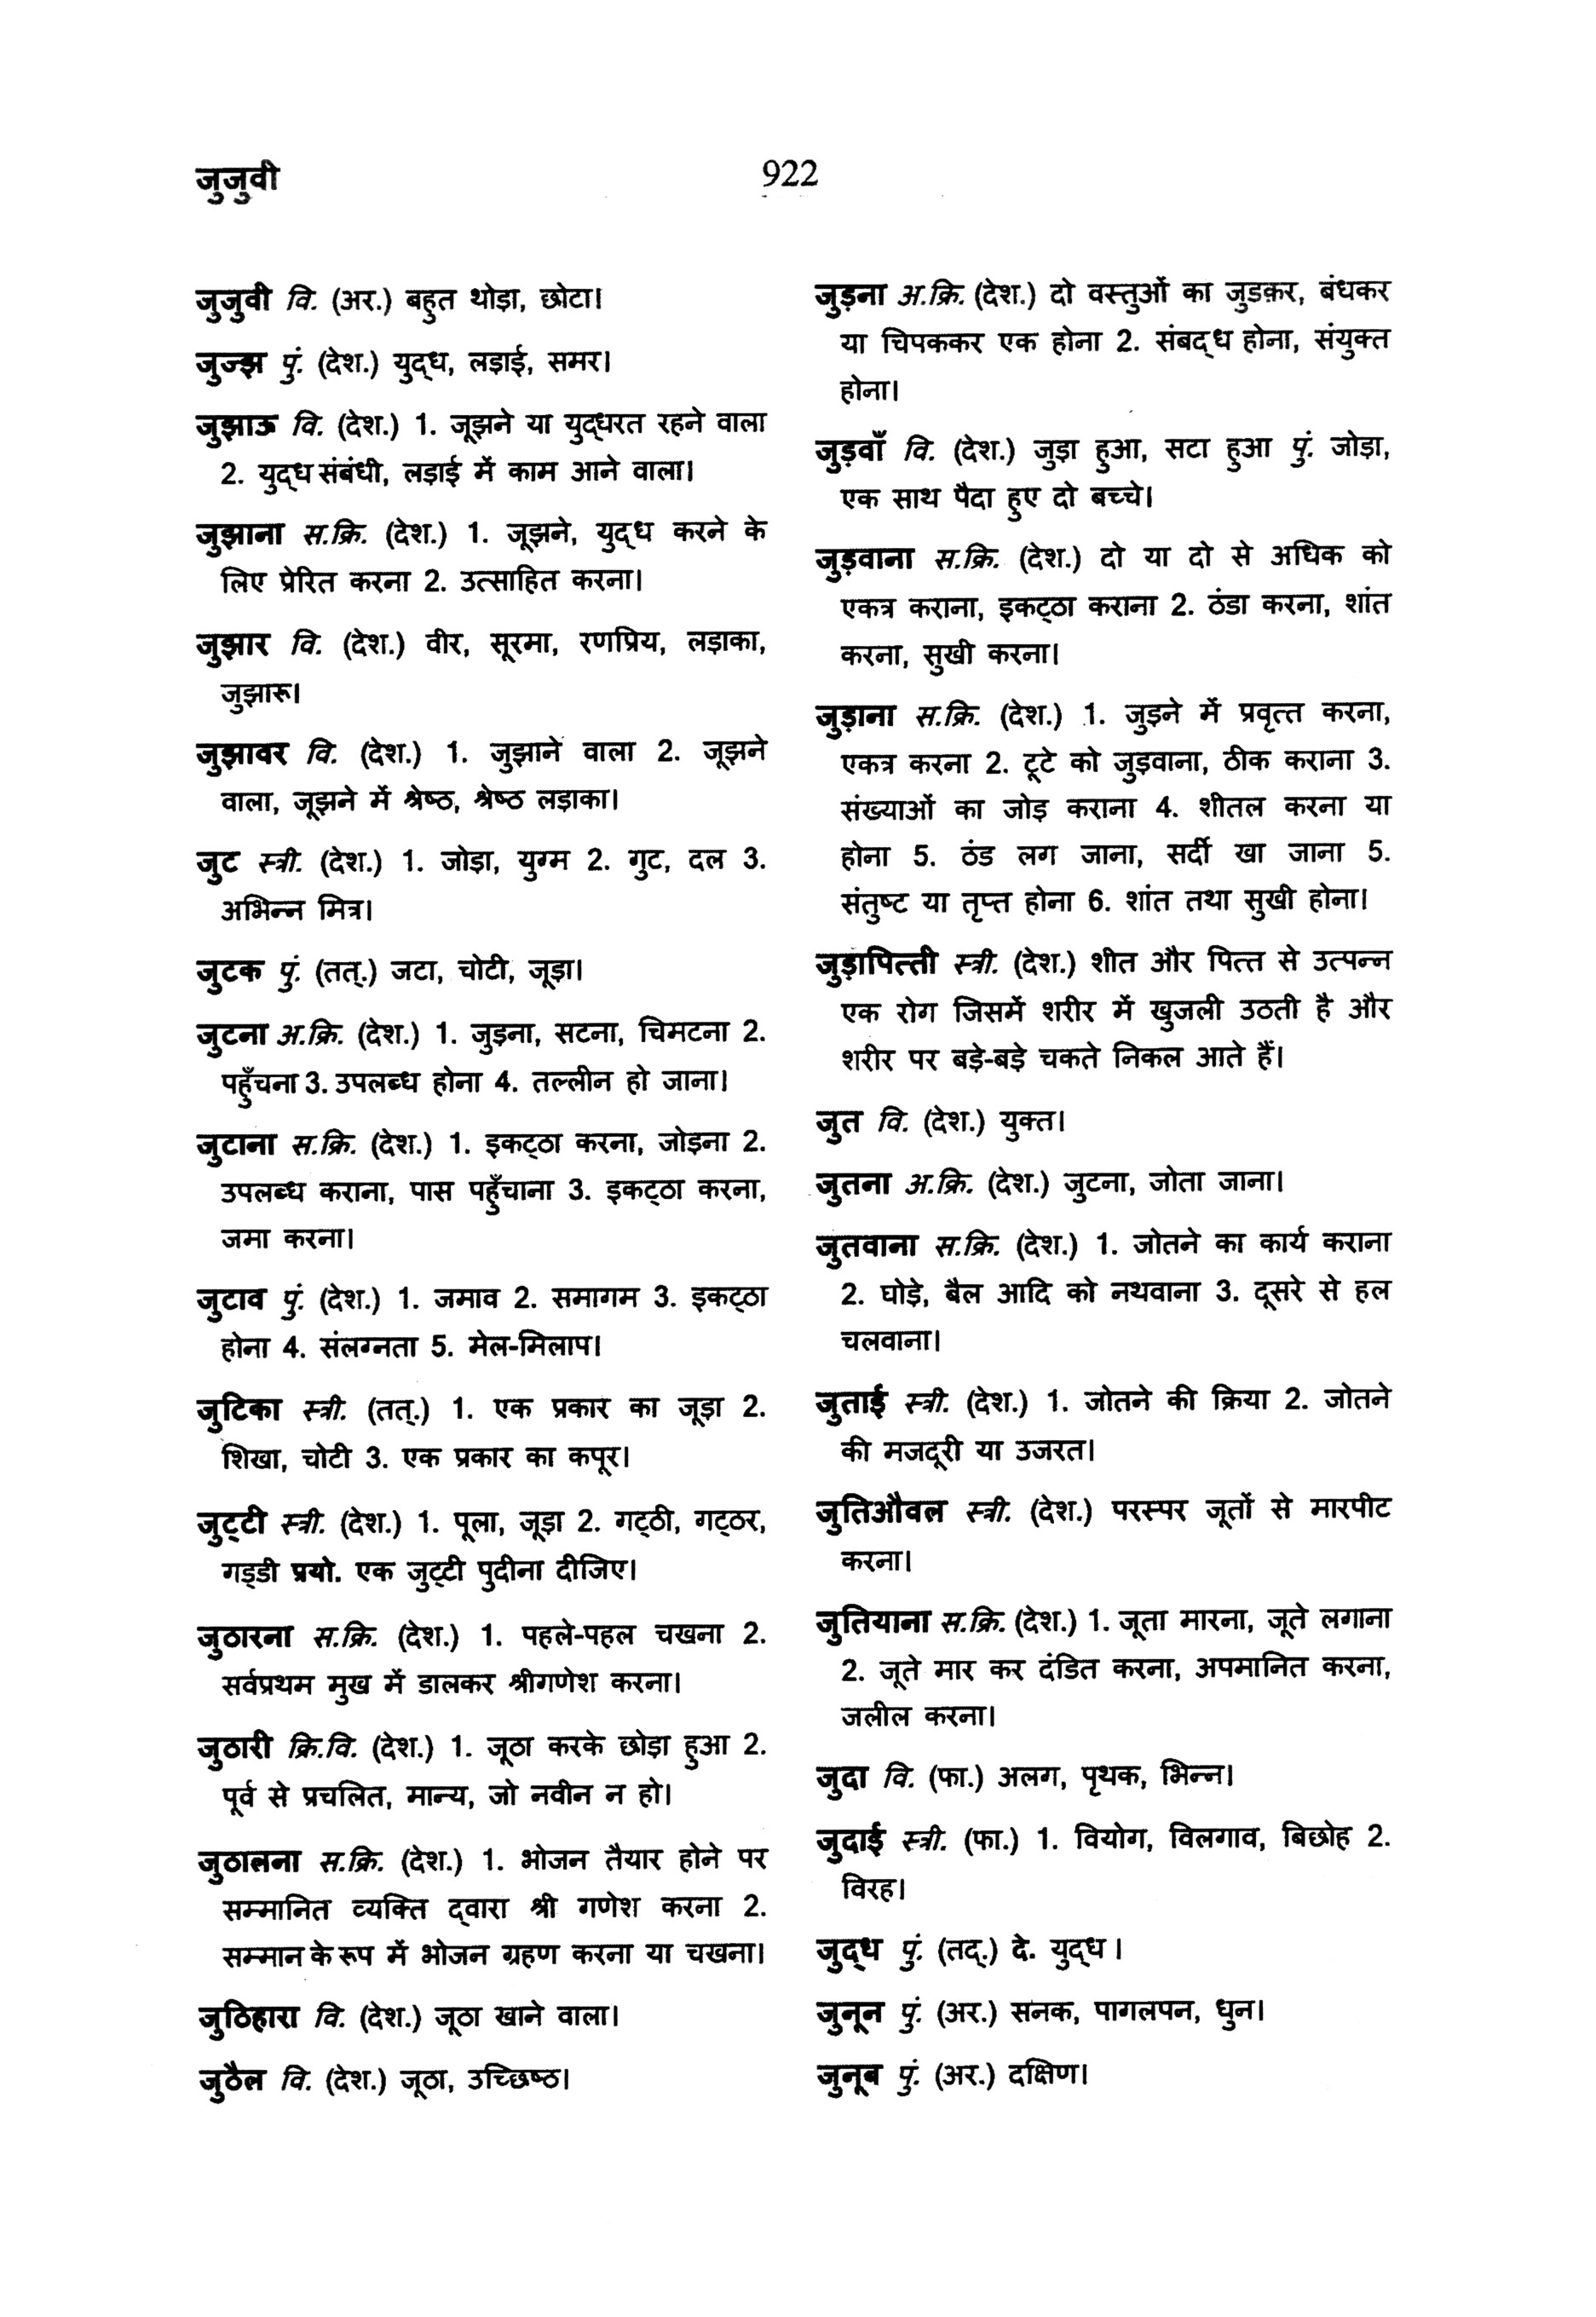 जुजुवी
922
जुजुवी वि. (अर.) बहुत थोड़ा, छोटा।
जुज्झ पुं. (देश.) युद्ध, लड़ाई, समर।
जुझाऊ वि. (देश.) 1. जूझने या युद्धरत रहने वाला
2. युद्ध संबंधी, लड़ाई में काम आने वाला।
जुझाना स.क्रि. (देश.) 1. जूझने, युद्ध करने के
लिए प्रेरित करना 2. उत्साहित करना।
जुझार वि. (देश.) वीर, सूरमा, रणप्रिय, लड़ाका,
जुझारू।
जुझावर वि. (देश.) 1. जुझाने वाला 2. जूझने
वाला, जूझने में श्रेष्ठ, श्रेष्ठ लड़ाका।
जुट स्त्री. (देश.) 1. जोड़ा, युग्म 2. गुट, दल 3.
अभिन्न मित्र।
जुटक पुं. (तत्.) जटा, चोटी, जूड़ा।
जुटना अ.क्रि. (देश.) 1. जुड़ना, सटना, चिमटना 2.
पहुँचना 3. उपलब्ध होना 4. तल्लीन हो जाना।
जुटाना स.क्रि. (देश.) 1. इकट्ठा करना, जोड़ना 2.
उपलब्ध कराना, पास पहुँचाना 3. इकट्ठा करना,
जमा करना।
जुटाव पुं. (देश.) 1. जमाव 2. समागम 3. इकट्ठा
होना 4. संलग्नता 5. मेल-मिलाप।
जुटिका स्त्री. (तत्.) 1. एक प्रकार का जूड़ा 2.
शिखा, चोटी 3. एक प्रकार का कपूर।
जुट्टी स्त्री. (देश.) 1. पूला, जूड़ा 2. गट्ठी, गट्ठर,
गड्डी प्रयो. एक जुट्टी पुदीना दीजिए।
जुठारना स.क्रि. (देश.) 1. पहले-पहल चखना 2.
सर्वप्रथम मुख में डालकर श्रीगणेश करना।
जुठारी क्रि.वि. (देश.) 1. जूठा करके छोड़ा हुआ 2.
पूर्व से प्रचलित, मान्य, जो नवीन न हो।
जुठालना स.क्रि. (देश.) 1. भोजन तैयार होने पर
सम्मानित व्यक्ति द्वारा श्री गणेश करना 2.
सम्मान के रूप में भोजन ग्रहण करना या चखना।
जुठिहारा वि. (देश.) जूठा खाने वाला।
जुठैल वि. (देश.) जूठा, उच्छिष्ठ।
जुड़ना अ.क्रि. (देश.) दो वस्तुओं का जुडकर, बंधकर
या चिपककर एक होना 2. संबद्ध होना, संयुक्त
होना।
जुड़वाँ वि. (देश.) जुड़ा हुआ, सटा हुआ पुं. जोड़ा,
एक साथ पैदा हुए दो बच्चे।
जुड़वाना स.क्रि. (देश.) दो या दो से अधिक को
एकत्र कराना, इकट्ठा कराना 2. ठंडा करना, शांत
करना, सुखी करना।
जुड़ाना स.क्रि. (देश.) 1. जुड़ने में प्रवृत्त करना,
एकत्र करना 2. टूटे को जुड़वाना, ठीक कराना 3.
संख्याओं का जोड़ कराना 4. शीतल करना या
होना 5. ठंड लग जाना, सर्दी खा जाना 5.
संतुष्ट या तृप्त होना 6. शांत तथा सुखी होना।
जुड़ापित्ती स्त्री. (देश.) शीत और पित्त से उत्पन्न
एक रोग जिसमें शरीर में खुजली उठती है और
शरीर पर बड़े-बड़े चकते निकल आते हैं।
जुत वि. (देश.) युक्त।
जुतना अ.क्रि. (देश.) जुटना, जोता जाना।
जुतवाना स.क्रि. (देश.) 1. जोतने का कार्य कराना
2. घोड़े, बैल आदि को नथवाना 3. दूसरे से हल
चलवाना।
जुताई स्त्री. (देश.) 1. जोतने की क्रिया 2. जोतने
की मजदूरी या उजरत।
जुतिऔवल स्त्री. (देश.) परस्पर जूतों से मारपीट
करना।
जुतियाना स.क्रि. (देश.) 1. जूता मारना, जूते लगाना
2. जूते मार कर दंडित करना, अपमानित करना,
जलील करना।
जुदा वि. (फा.) अलग, पृथक, भिन्न।
जुदाई स्त्री. (फा.) 1. वियोग, विलगाव, बिछोह 2.
विरह।
जुद्ध पुं. (तद्.) दे. युद्ध ।
जुनून पुं. (अर.) सनक, पागलपन, धुन।
जुनूब पुं. (अर.) दक्षिण।